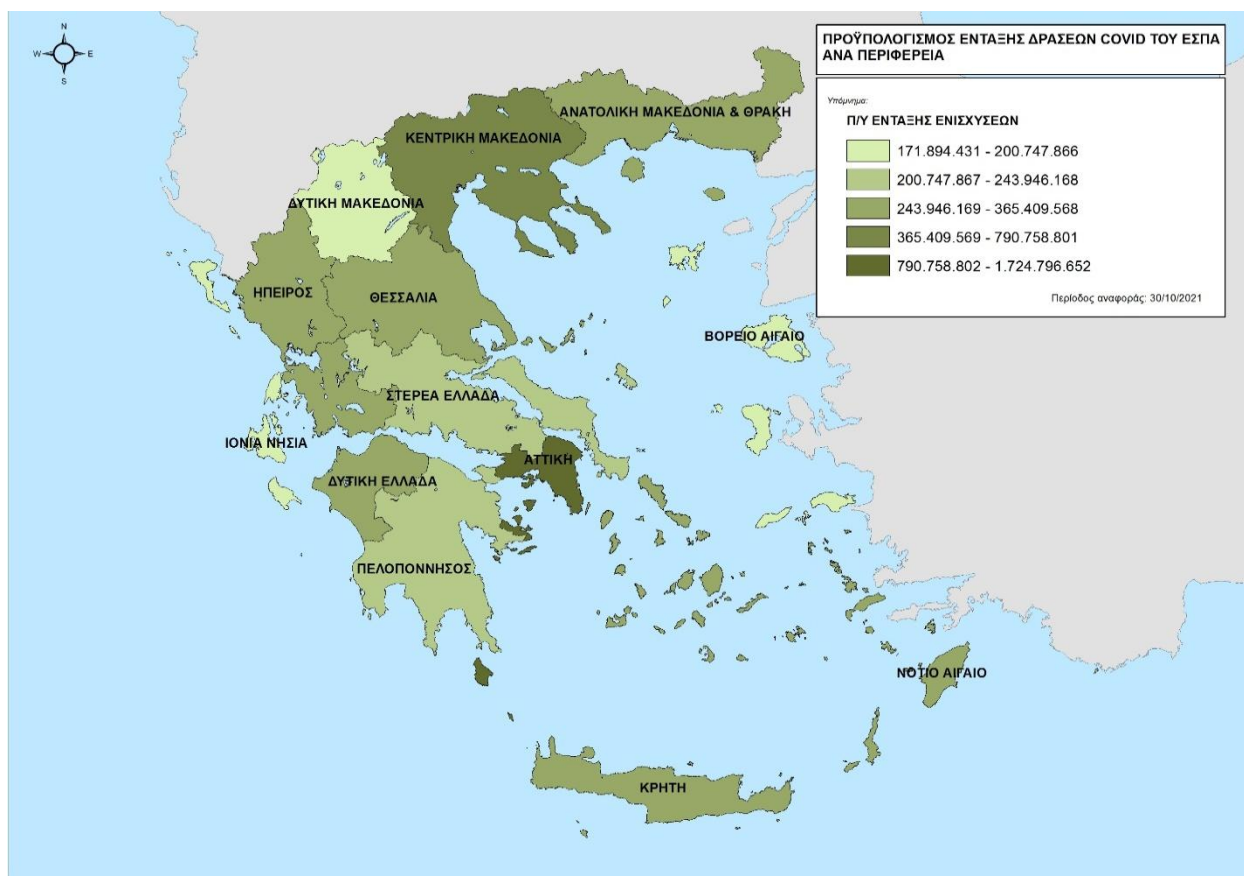 N
W E
S
ΠΡΟΫΠΟΛΟΓΙΣΜΟΣ ΕΝΤΑΞΗΣ ΔΡΑΣΕΩΝ COVID ΤΟΥ ΕΣΠΑ
ΑΝΑ ΠΕΡΙΦΕΡΕΙΑ
Υπόμνημα:
Π/Υ ΕΝΤΑΞΗΣ ΕΝΙΣΧΥΣΕΩΝ
171.894.431 - 200.747.866
200.747.867 - 243.946.168
243.946.169 - 365.409.568
365.409.569 - 790.758.801
790.758.802 - 1.724.796.652
Περίοδος αναφοράς: 30/10/2021
ΑΝΑΤΟΛΙΚΗ ΜΑΚΕΔΟΝΙΑ & ΘΡΑΚΗ
ΚΕΝΤΡΙΚΗ ΜΑΚΕΔΟΝΙΑ
ΔΥΤΙΚΗ ΜΑΚΕΔΟΝΙΑ
ΗΠΕΙΡΟΣ
ΘΕΣΣΑΛΙΑ
ΒΟΡΕΙΟ ΑΙΓΑΙΟ
ΣΤΕΡΕΑ ΕΛΛΑΔΑ
ΙΟΝΙΑ ΝΗΣΙΑ
ΑΤΤΙΚΗ
ΔΥΤΙΚΗ ΕΛΛΑΔΑ
ΠΕΛΟΠΟΝΝΗΣΟΣ
ΝΟΤΙΟ ΑΙΓΑΙΟ
ΚΡΗΤΗ